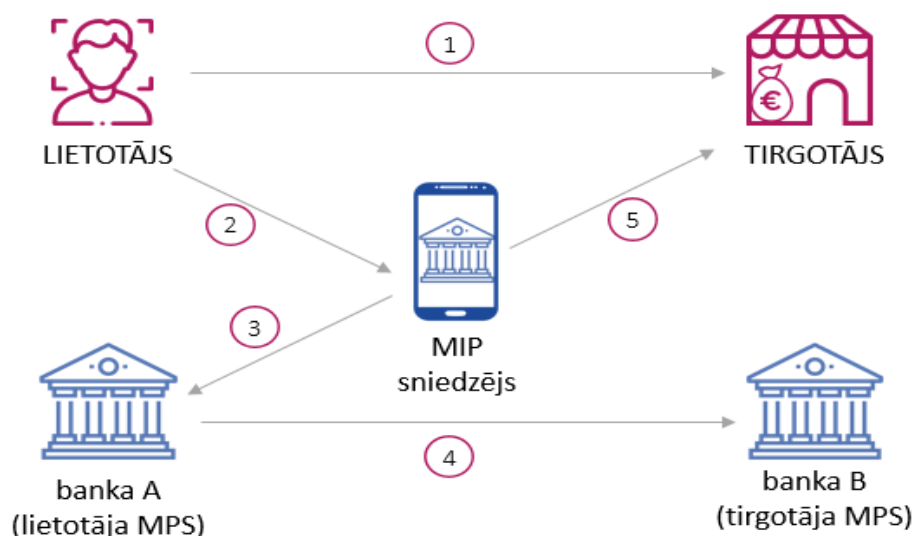 1
LIETOTĀJS
TIRGOTĀJS
€
2
5
3
MIP
sniedzējs
4
banka A
(lietotāja MPS)
banka B
(tirgotāja MPS)